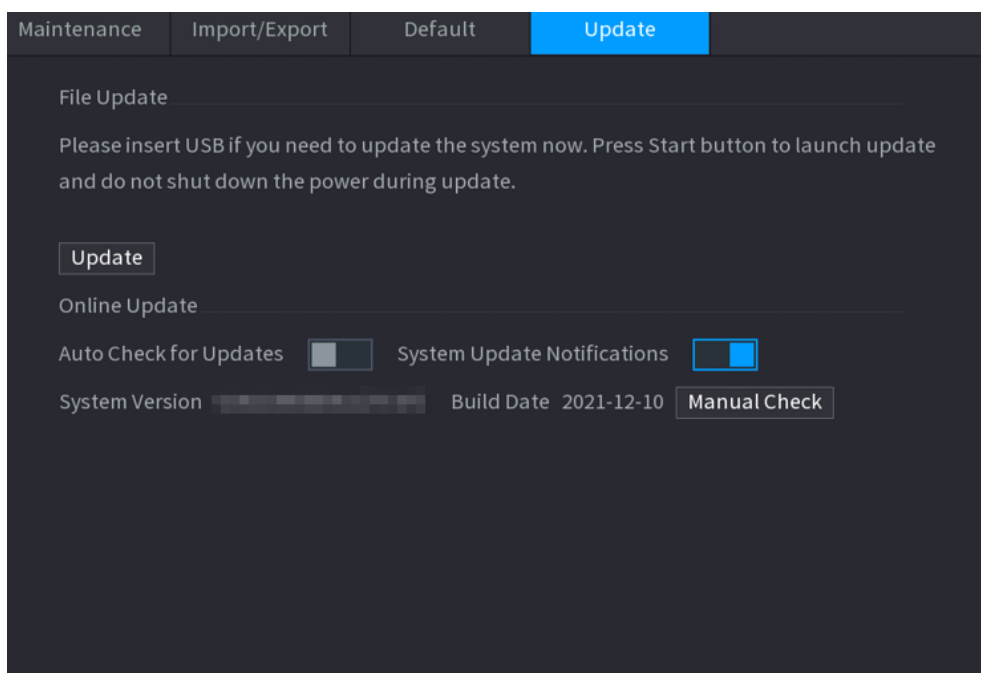 Maintenance Import/Export Default Update
File Update
Please insert USB if you need to update the system now. Press Start button to launch update
and do not shut down the power during update.
Update
Online Update
Auto Check for Updates System Update Notifications
System Version Build Date 2021-12-10 Manual Check